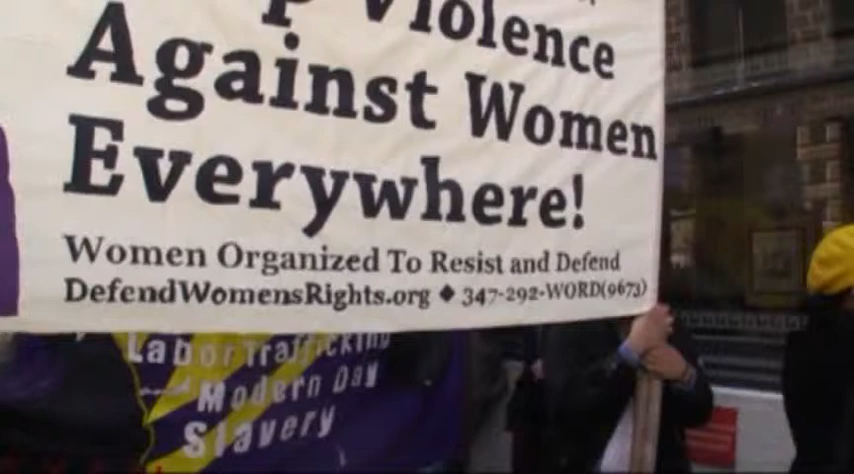 Violence
Against Women
Everywhere!
Women Organized To Resist and Defend
DefendWomensRights.org ◆ 347-292-WORD(9673)
Labor Trafficking
Modern Day
Slavery